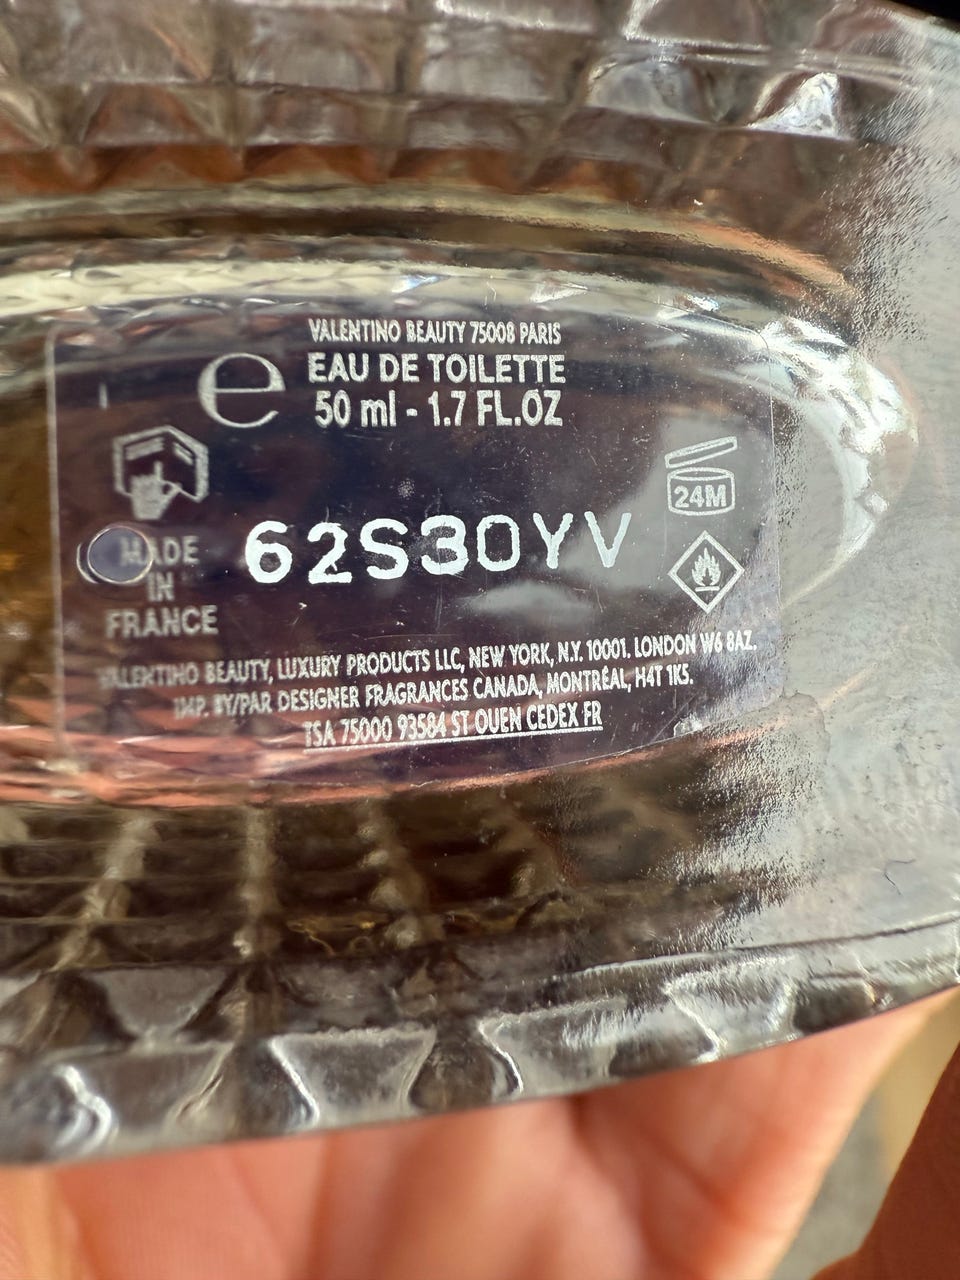 VALENTINO BEAUTY 75008 PARIS
e EAU DE TOILETTE
50 ml - 1.7 FL.OZ
24M
62S30YV
MADE
IN
FRANCE
VALENTINO BEAUTY, LUXURY PRODUCTS LLC, NEW YORK, N.Y. 10001. LONDON W6 8AZ.
IMP. BY/PAR DESIGNER FRAGRANCES CANADA, MONTRÉAL, H4T 1K5.
TSA 75000 93584 ST OUEN CEDEX FR